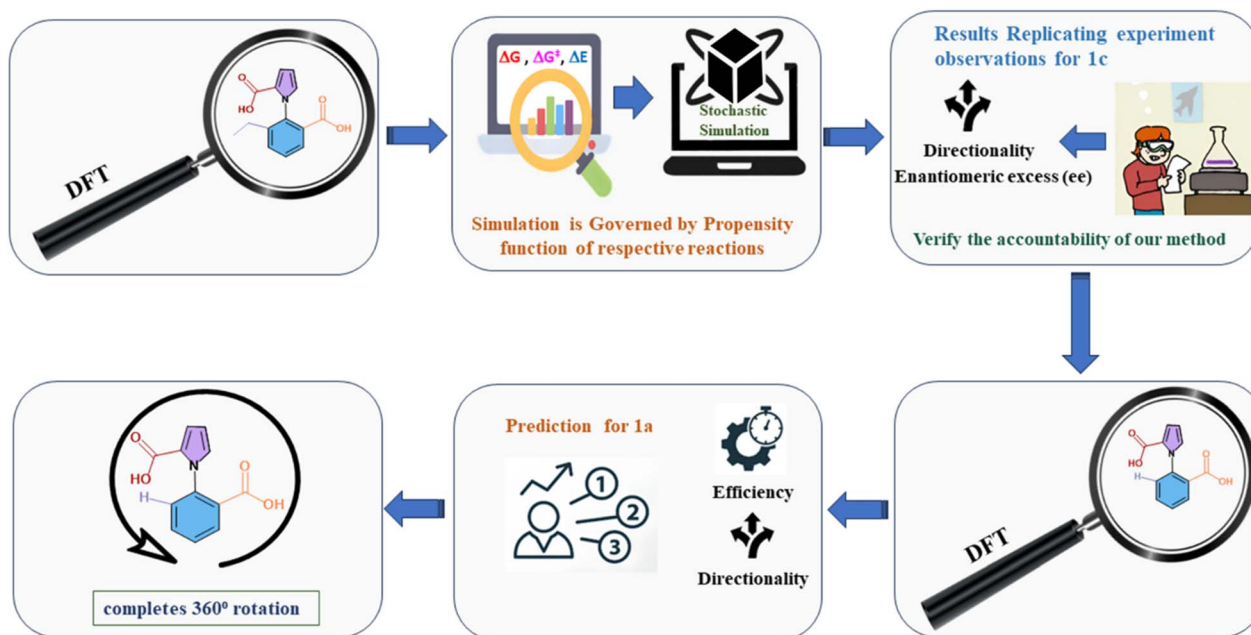 DFT
O
HO
N
O
OH
ΔG , ΔG‡, ΔE
Stochastic
Simulation
Simulation is Governed by Propensity
function of respective reactions
Results Replicating experiment
observations for 1c
Directionality
Enantiomeric excess (ee)
Verify the accountability of our method
O
HO
N
H
O
OH
completes 360⁰ rotation
Prediction for 1a
1
2
3
Efficiency
Directionality
O
HO
N
H
O
OH
DFT